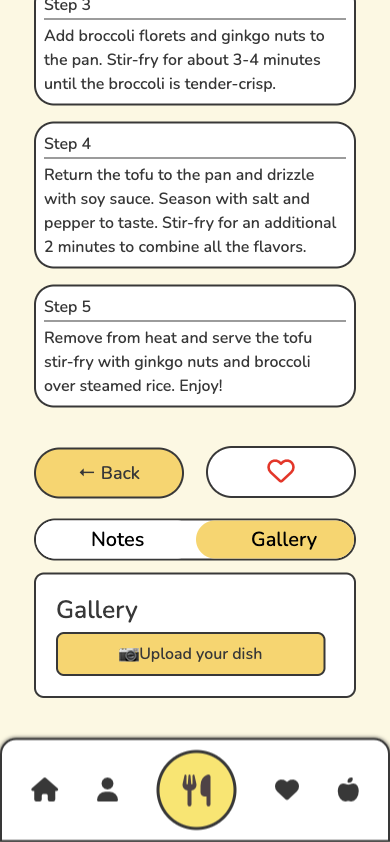 Step 3
Add broccoli florets and ginkgo nuts to
the pan. Stir-fry for about 3-4 minutes
until the broccoli is tender-crisp.
Step 4
Return the tofu to the pan and drizzle
with soy sauce. Season with salt and
pepper to taste. Stir-fry for an additional
2 minutes to combine all the flavors.
Step 5
Remove from heat and serve the tofu
stir-fry with ginkgo nuts and broccoli
over steamed rice. Enjoy!
← Back
Notes
Gallery
Gallery
📷Upload your dish